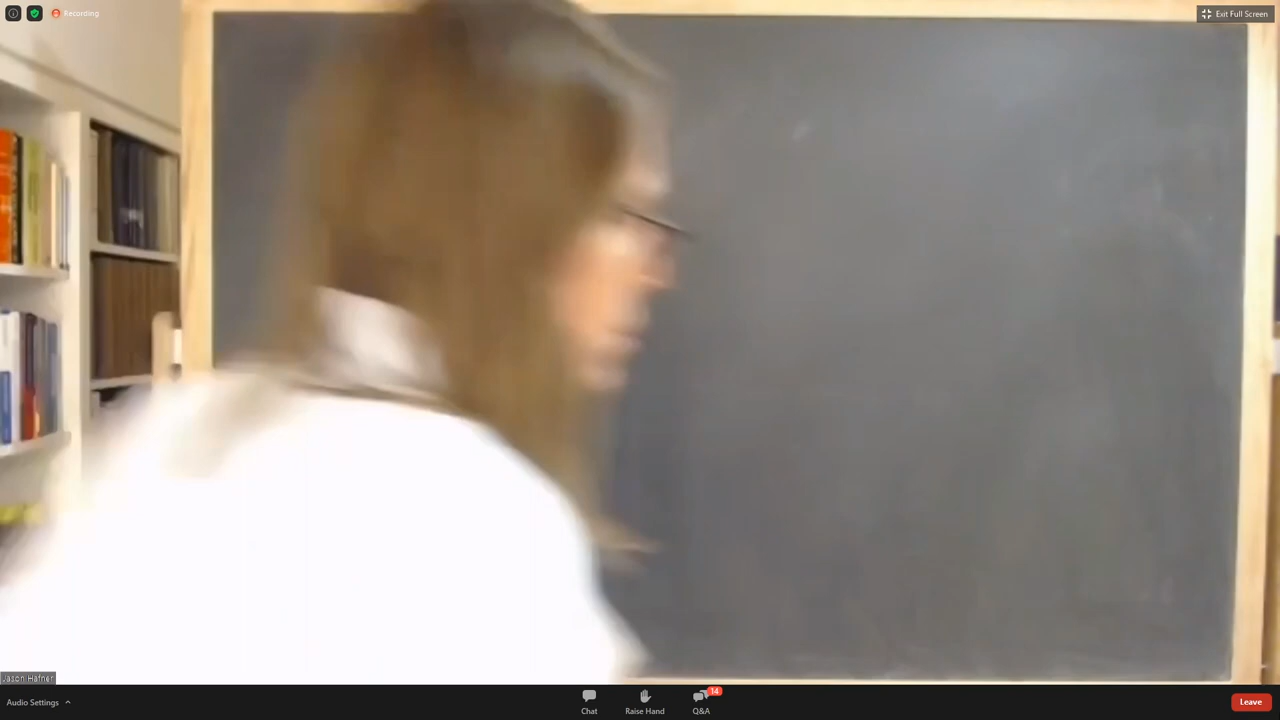 Recording
Exit Full Screen
Jason Hafner
Audio Settings
Chat
Raise Hand
14
Q&A
Leave